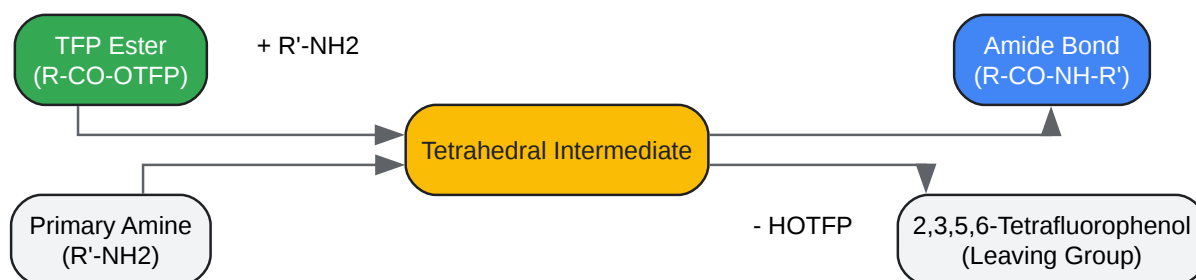 TFP Ester
(R-CO-OTFP)
+ R'-NH2
Amide Bond
(R-CO-NH-R')
Tetrahedral Intermediate
Primary Amine
(R'-NH2)
- HOTFP
2,3,5,6-Tetrafluorophenol
(Leaving Group)